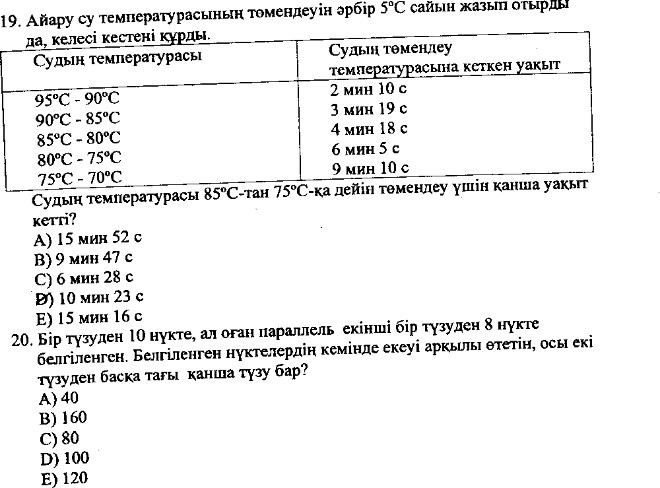 19. Айару су температурасының төмендеуін әрбір 5°С сайын жазып отырды
да, келесі кестені құрды.
Судың температурасы
Судың төмендеу
температурасына кеткен уақыт
95°С - 90°С
2 мин 10 с
90°С - 85°С
3 мин 19 с
85°С - 80°С
4 мин 18 с
80°С - 75°С
6 мин 5 с
75°С - 70°С
9 мин 10 с
Судың температурасы 85°С-тан 75°С-қа дейін төмендеу үшін қанша уақыт
кетті?
А) 15 мин 52 с
В) 9 мин 47 с
С) 6 мин 28 с
D) 10 мин 23 с
Е) 15 мин 16 с
20. Бір түзуден 10 нүкте, ал оған параллель екінші бір түзуден 8 нүкте
белгіленген. Белгіленген нүктелердің кемінде екеуі арқылы өтетін, осы екі
түзуден басқа тағы қанша түзу бар?
А) 40
В) 160
С) 80
D) 100
Е) 120